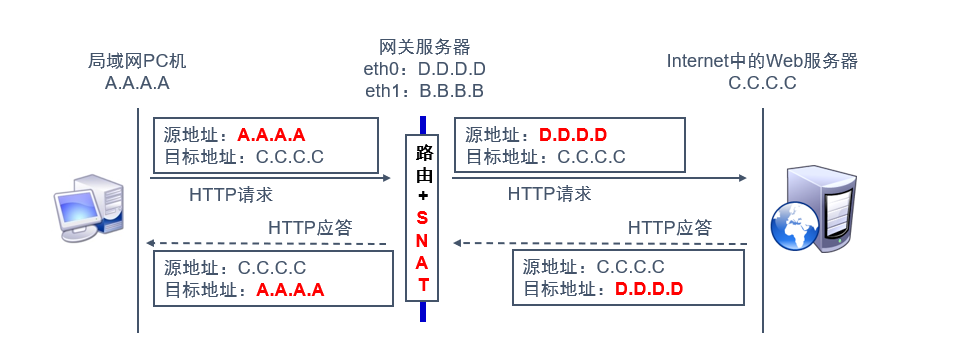 局域网PC机
A.A.A.A
网关服务器
eth0：D.D.D.D
eth1：B.B.B.B
Internet中的Web服务器
C.C.C.C
源地址：A.A.A.A
目标地址：C.C.C.C
HTTP请求
源地址：D.D.D.D
目标地址：C.C.C.C
HTTP请求
路由+SNAT
HTTP应答
源地址：C.C.C.C
目标地址：A.A.A.A
HTTP应答
源地址：C.C.C.C
目标地址：D.D.D.D